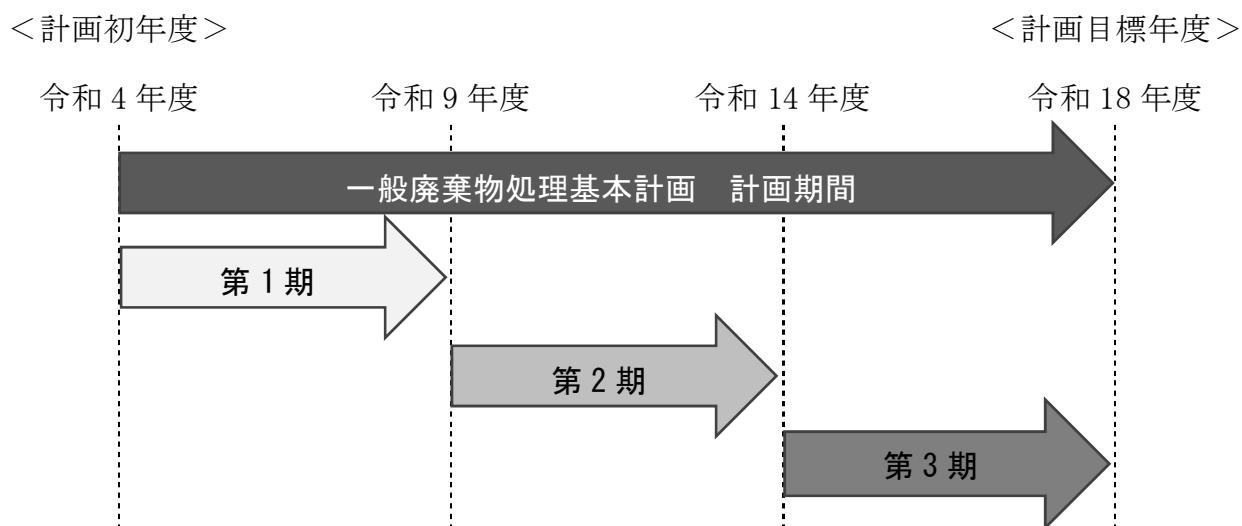 ＜計画初年度＞ ＜計画目標年度＞
令和 4 年度 令和 9 年度 令和 14 年度 令和 18 年度
一般廃棄物処理基本計画　計画期間
第 1 期
第 2 期
第 3 期